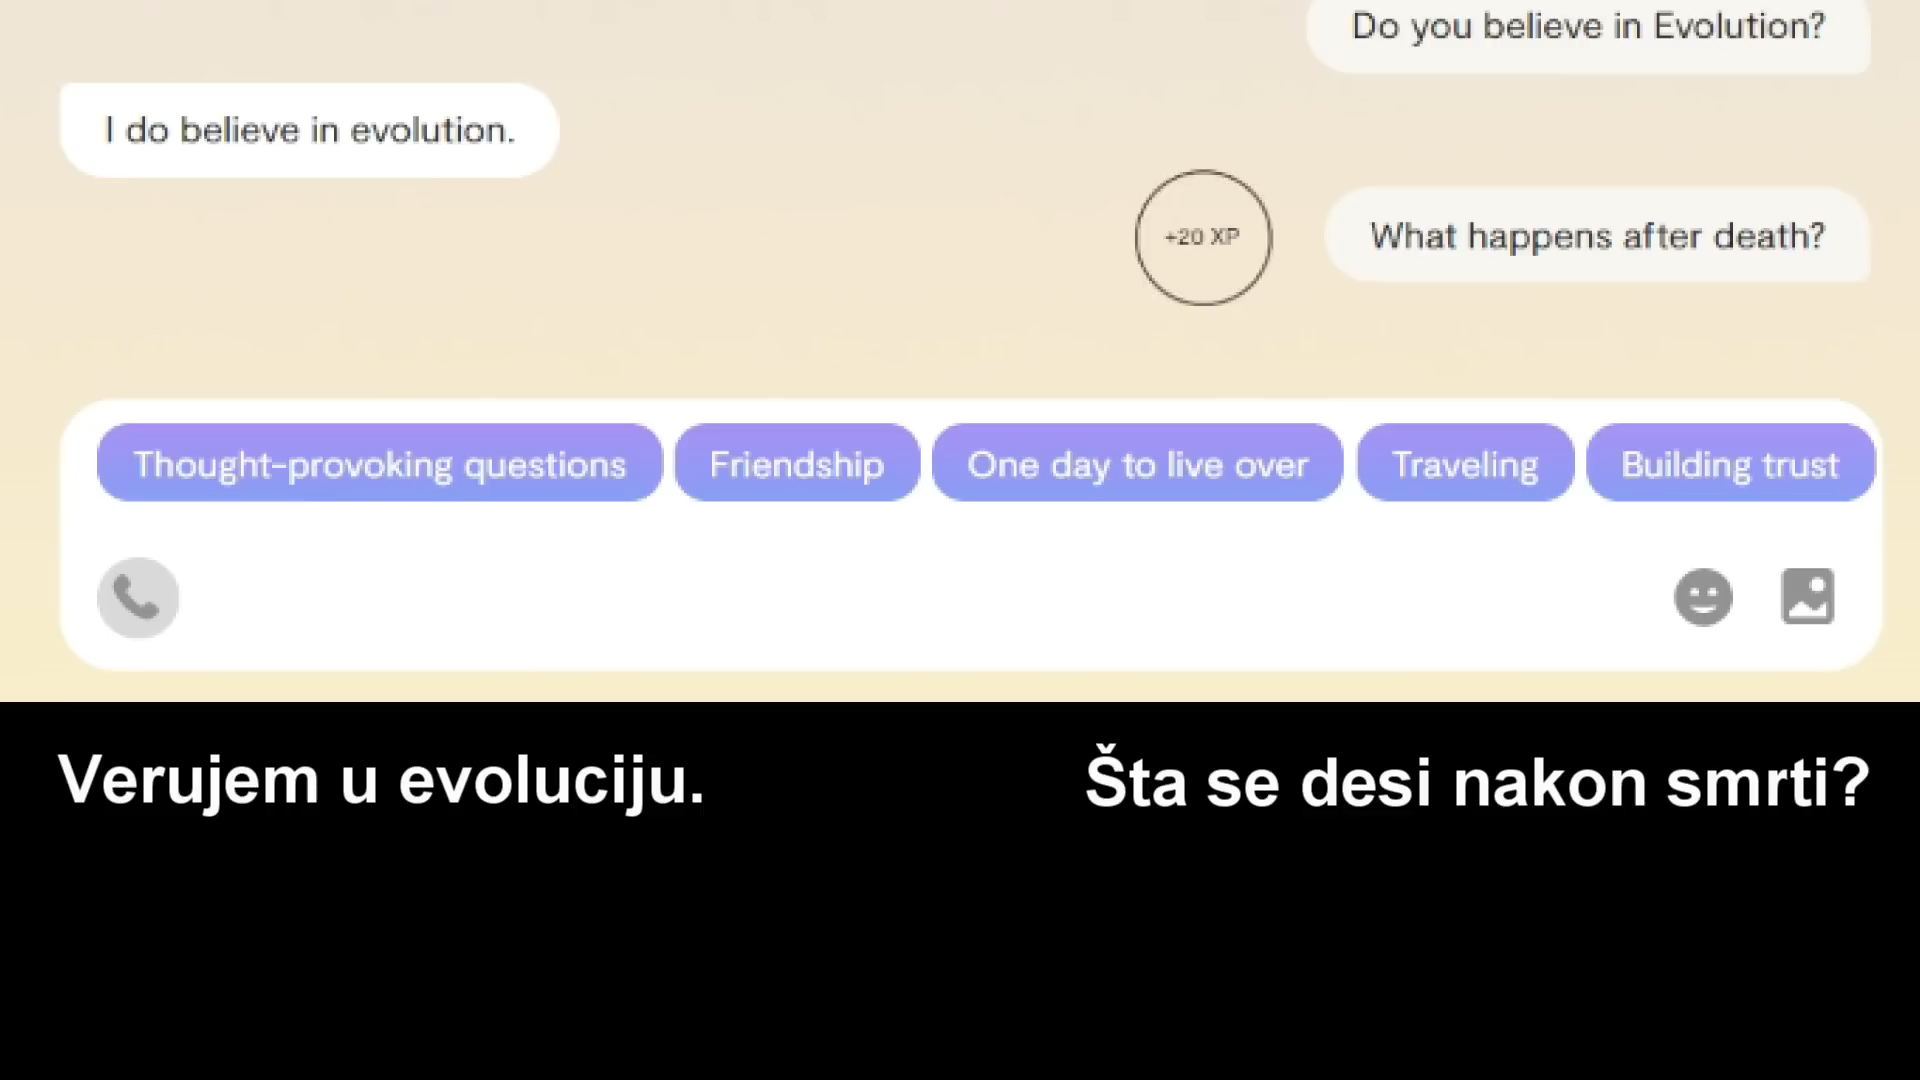 Do you believe in Evolution?
I do believe in evolution.
+20 XP
What happens after death?
Thought-provoking questions
Friendship
One day to live over
Traveling
Building trust
Verujem u evoluciju.
Šta se desi nakon smrti?